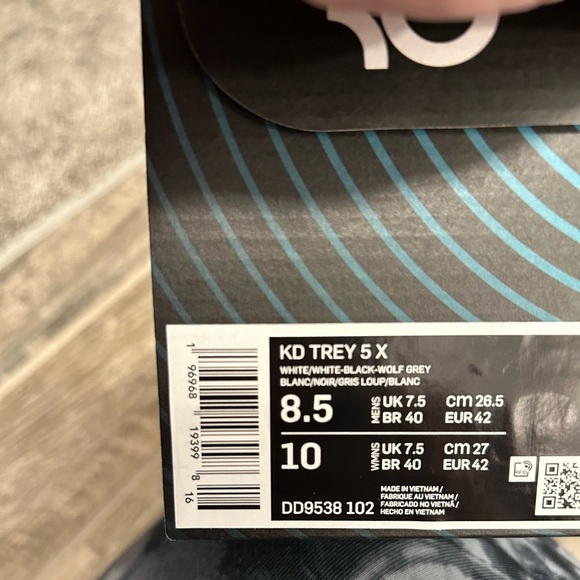 KD TREY 5 X
WHITE/WHITE-BLACK-WOLF GREY
BLANC/NOIR/GRIS LOUP/BLANC
8.5 MENS UK 7.5 CM 26.5
BR 40 EUR 42
10 WMNS UK 7.5 CM 27
BR 40 EUR 42
MADE IN VIETNAM /
FABRIQUE AU VIETNAM /
FABRICADO NO VIETNÃ /
HECHO EN VIETNAM
DD9538 102
RFID
1 96968 19399 8 16